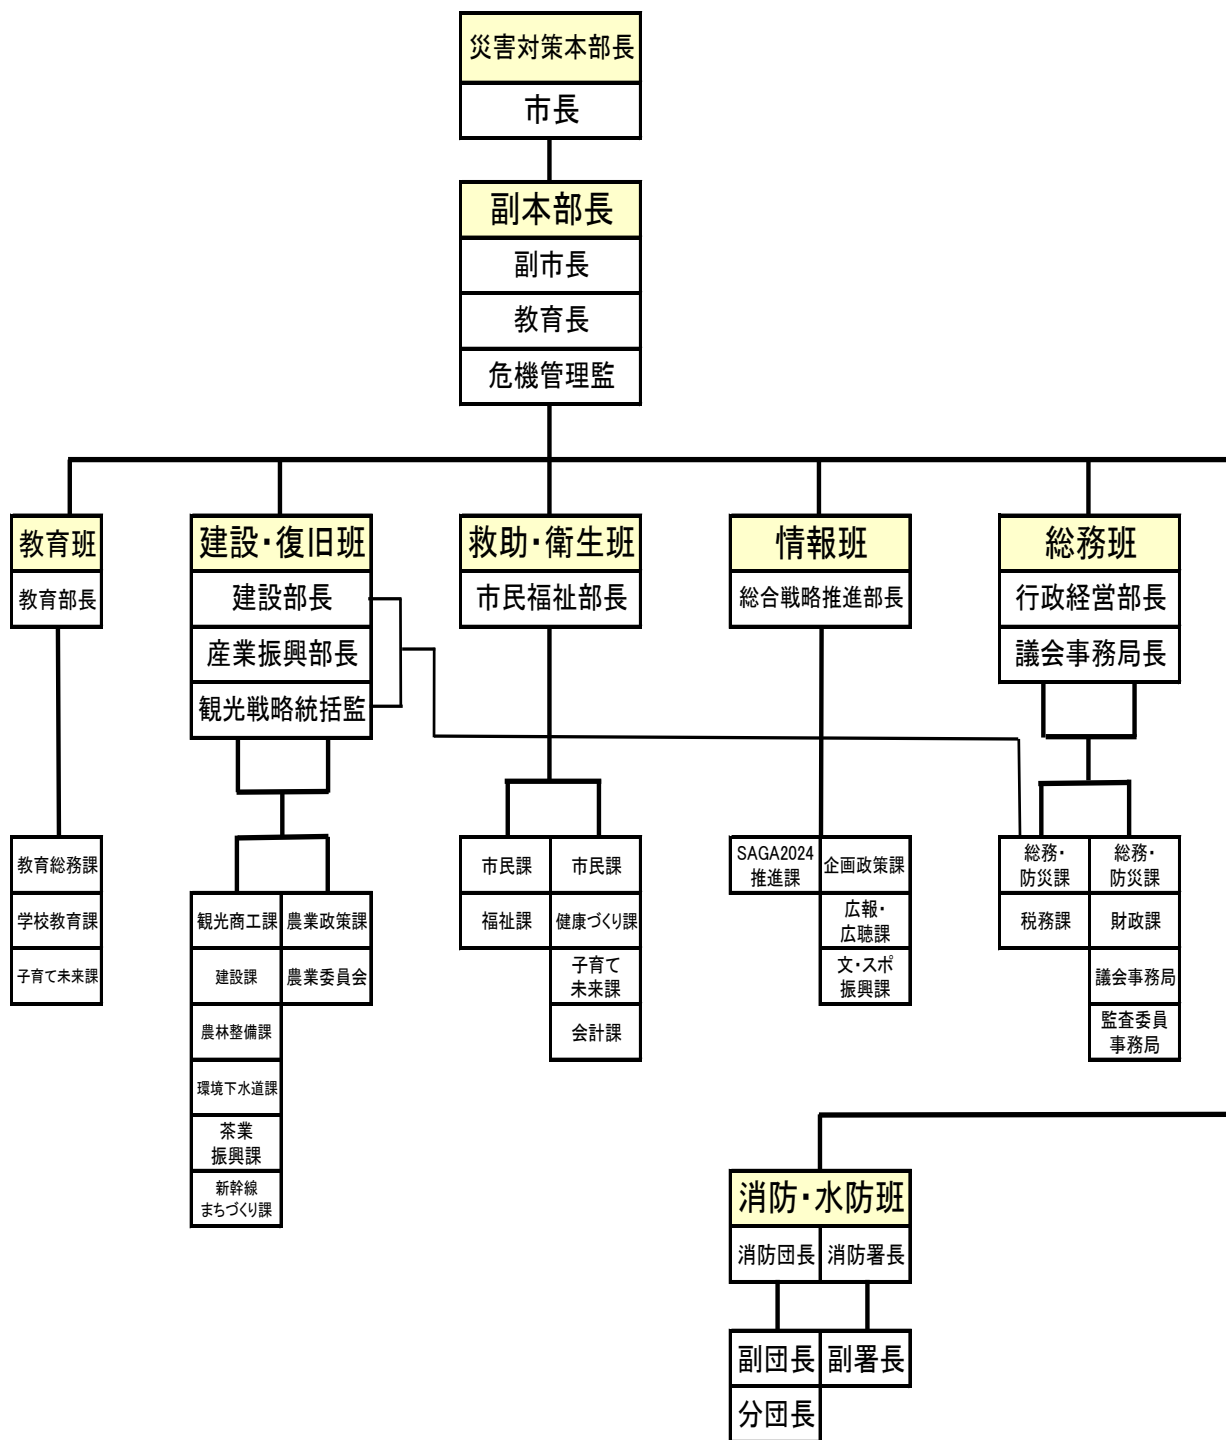 災害対策本部長
市長
副本部長
副市長
教育長
危機管理監
教育班
教育部長
建設・復旧班
建設部長
産業振興部長
観光戦略統括監
救助・衛生班
市民福祉部長
情報班
総合戦略推進部長
総務班
行政経営部長
議会事務局長
教育総務課
学校教育課
子育て未来課
観光商工課
農業政策課
建設課
農業委員会
農林整備課
環境下水道課
茶業
振興課
新幹線
まちづくり課
市民課
市民課
福祉課
健康づくり課
子育て
未来課
会計課
SAGA2024
推進課
企画政策課
広報・
広聴課
文・スポ
振興課
総務・
防災課
総務・
防災課
税務課
財政課
議会事務局
監査委員
事務局
消防・水防班
消防団長
消防署長
副団長
副署長
分団長